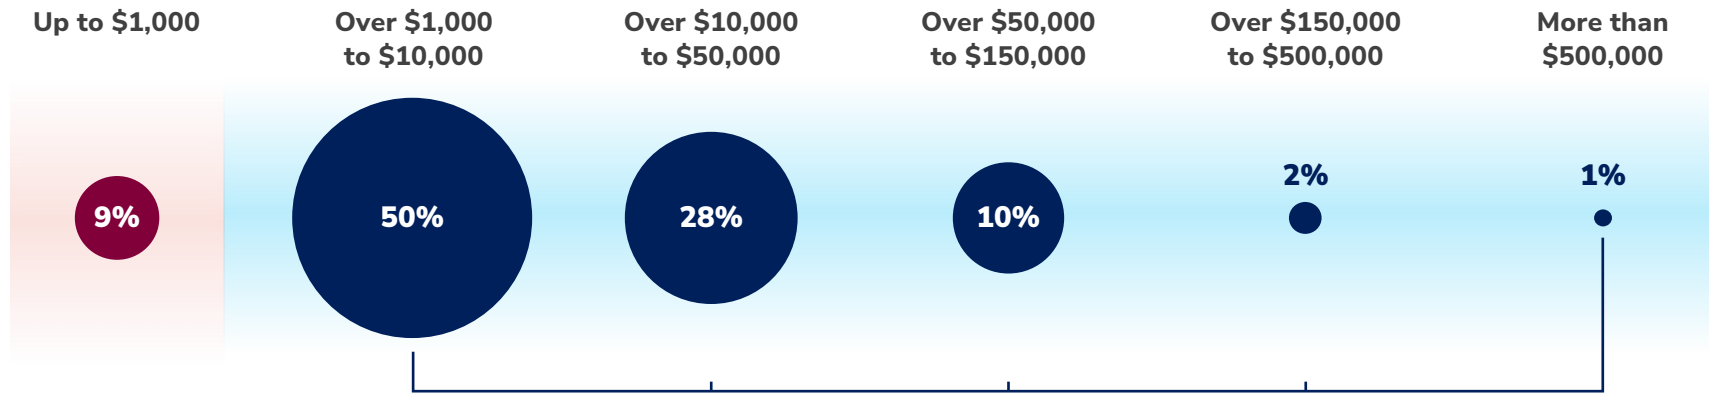 Up to $1,000
Over $1,000
to $10,000
Over $10,000
to $50,000
Over $50,000
to $150,000
Over $150,000
to $500,000
More than
$500,000
9%
50%
28%
10%
2%
1%